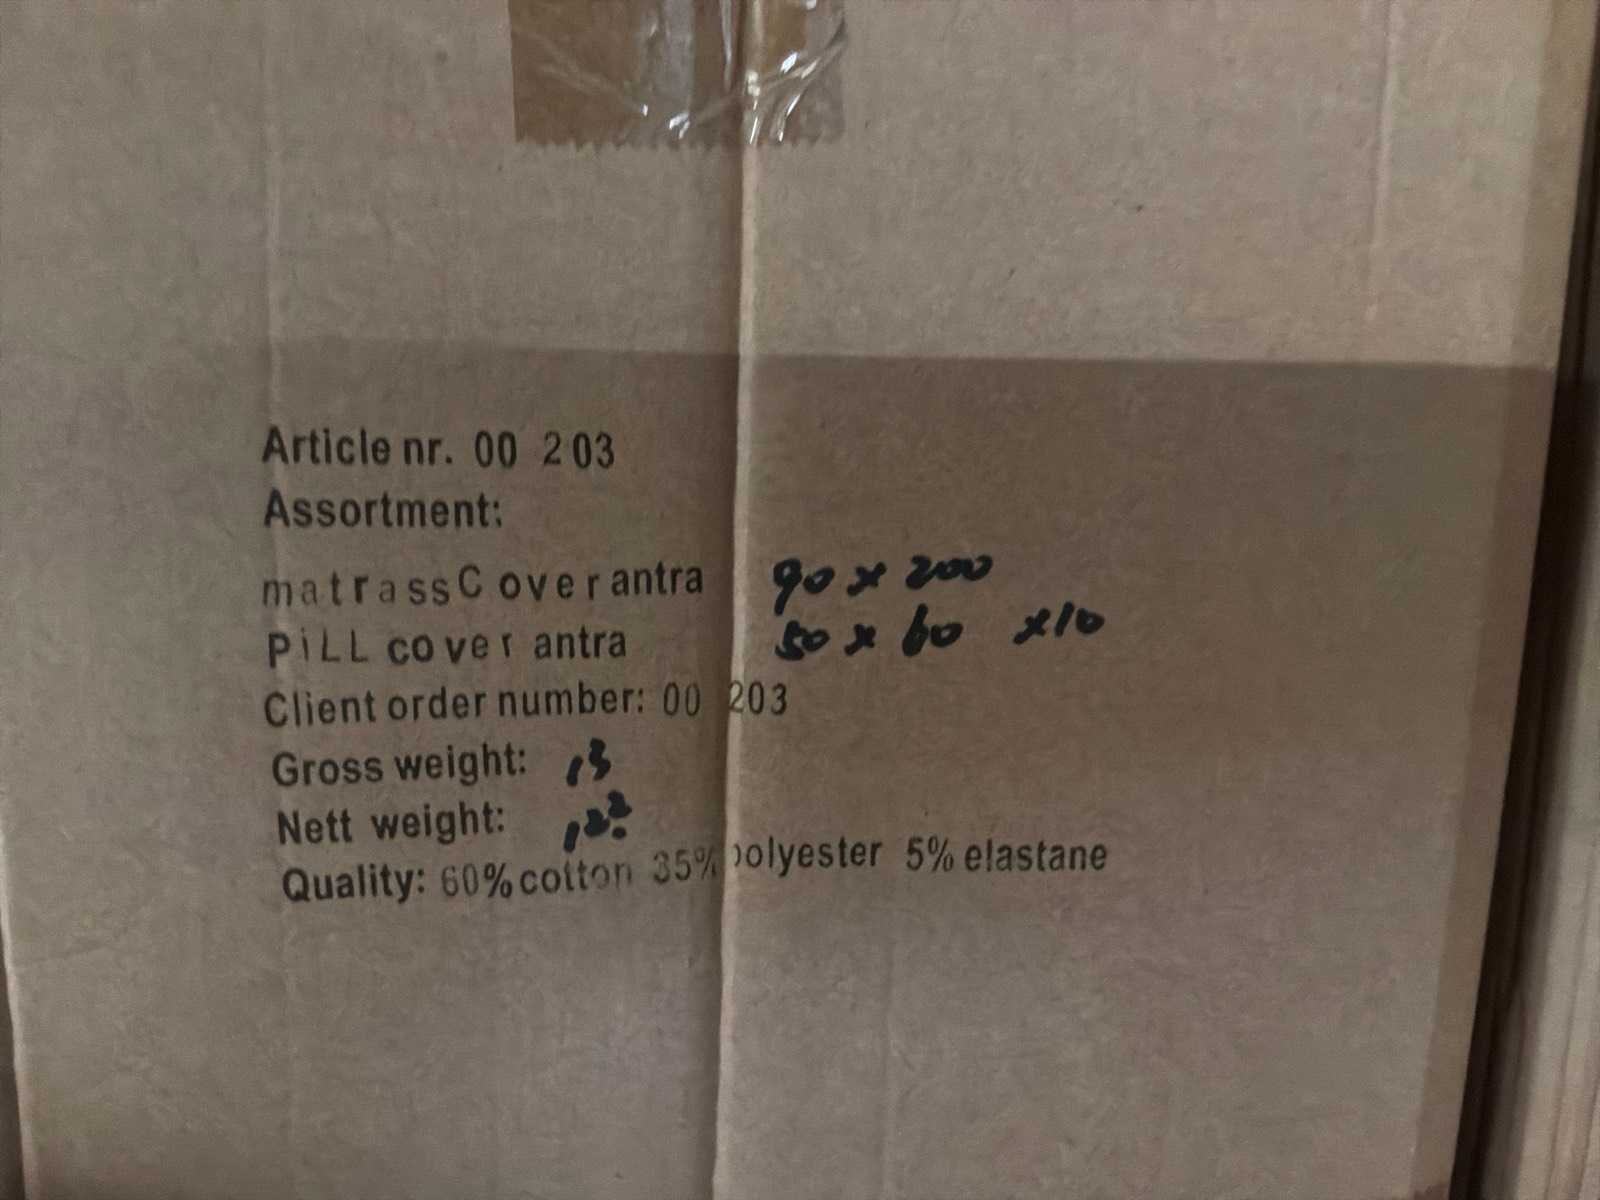 Article nr. 00 203
Assortment:
matrassCover antra 90 x 200
PiLL cover antra 50 x 60 x10
Client order number: 00 203
Gross weight: 13
Nett weight:
Quality: 60% cotton 35% polyester 5% elastane